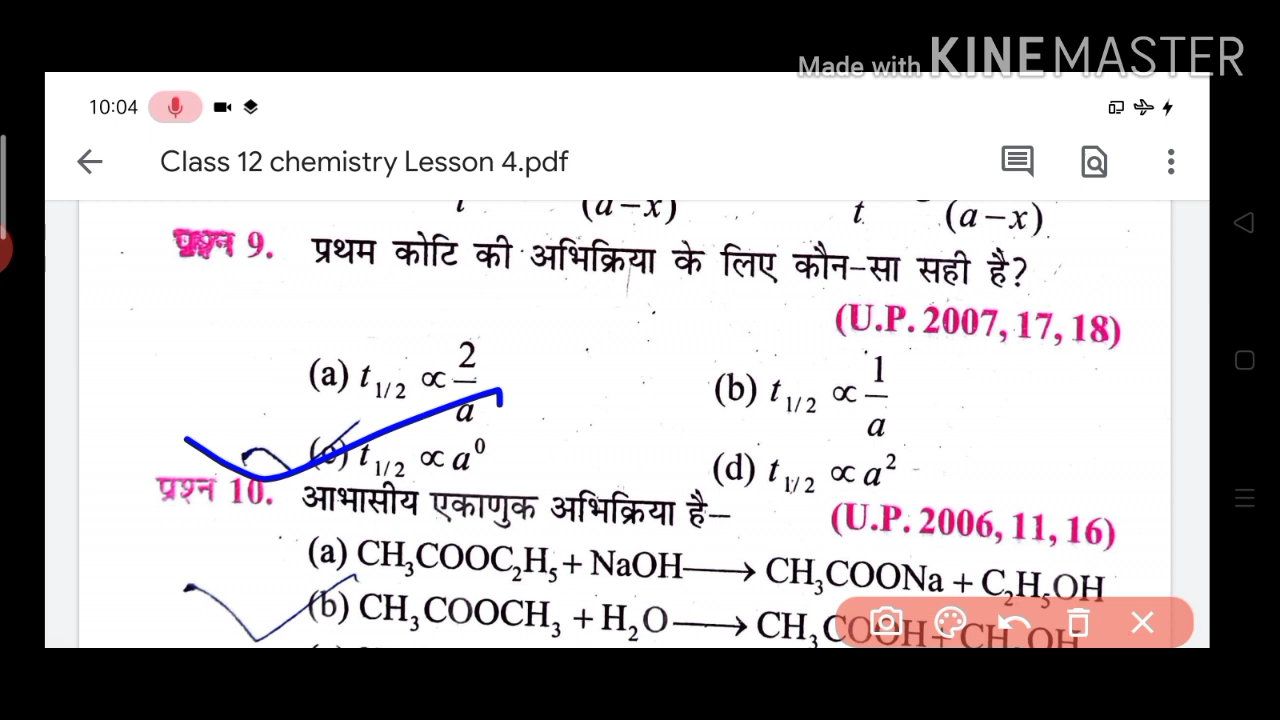 Made with KINEMASTER
10:04
Class 12 chemistry Lesson 4.pdf
t (a−x) t (a−x)
प्रश्न 9. प्रथम कोटि की अभिक्रिया के लिए कौन-सा सही है?
(U.P. 2007, 17, 18)
(a) t1/2 ∝ 2/a (b) t1/2 ∝ 1/a
(c) t1/2 ∝ a⁰ (d) t1/2 ∝ a²
प्रश्न 10. आभासीय एकाणुक अभिक्रिया है–
(U.P. 2006, 11, 16)
(a) CH₃COOC₂H₅ + NaOH ⟶ CH₃COONa + C₂H₅OH
(b) CH₃COOCH₃ + H₂O ⟶ CH₃COOH + CH₃OH